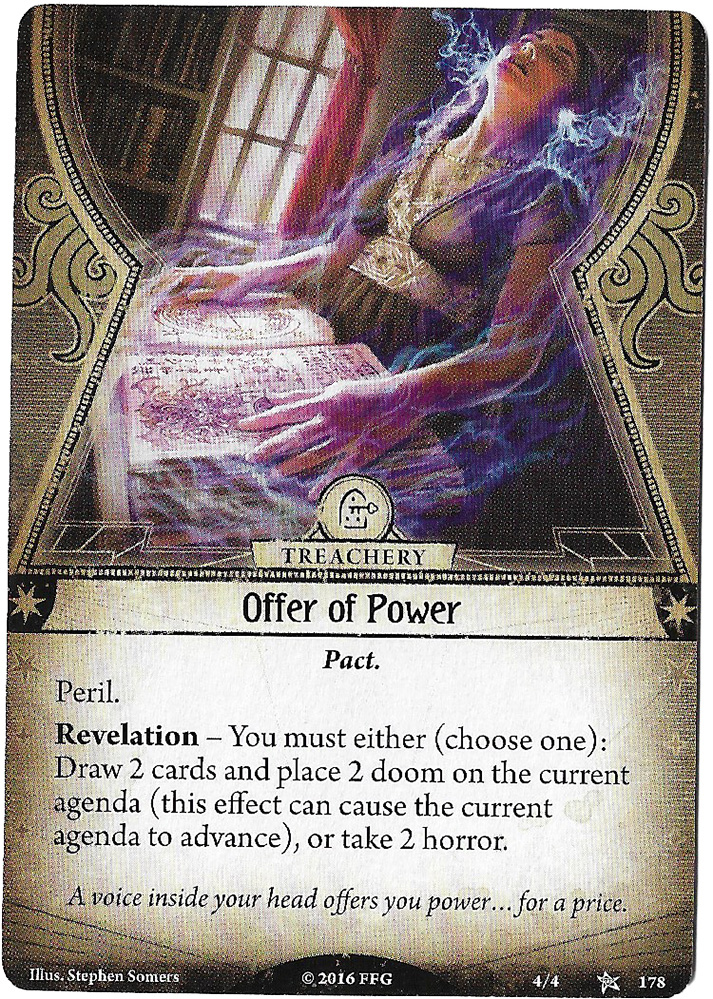 TREACHERY
Offer of Power
Pact.
Peril.
Revelation – You must either (choose one):
Draw 2 cards and place 2 doom on the current
agenda (this effect can cause the current
agenda to advance), or take 2 horror.
A voice inside your head offers you power… for a price.
Illus. Stephen Somers
© 2016 FFG
4/4
178